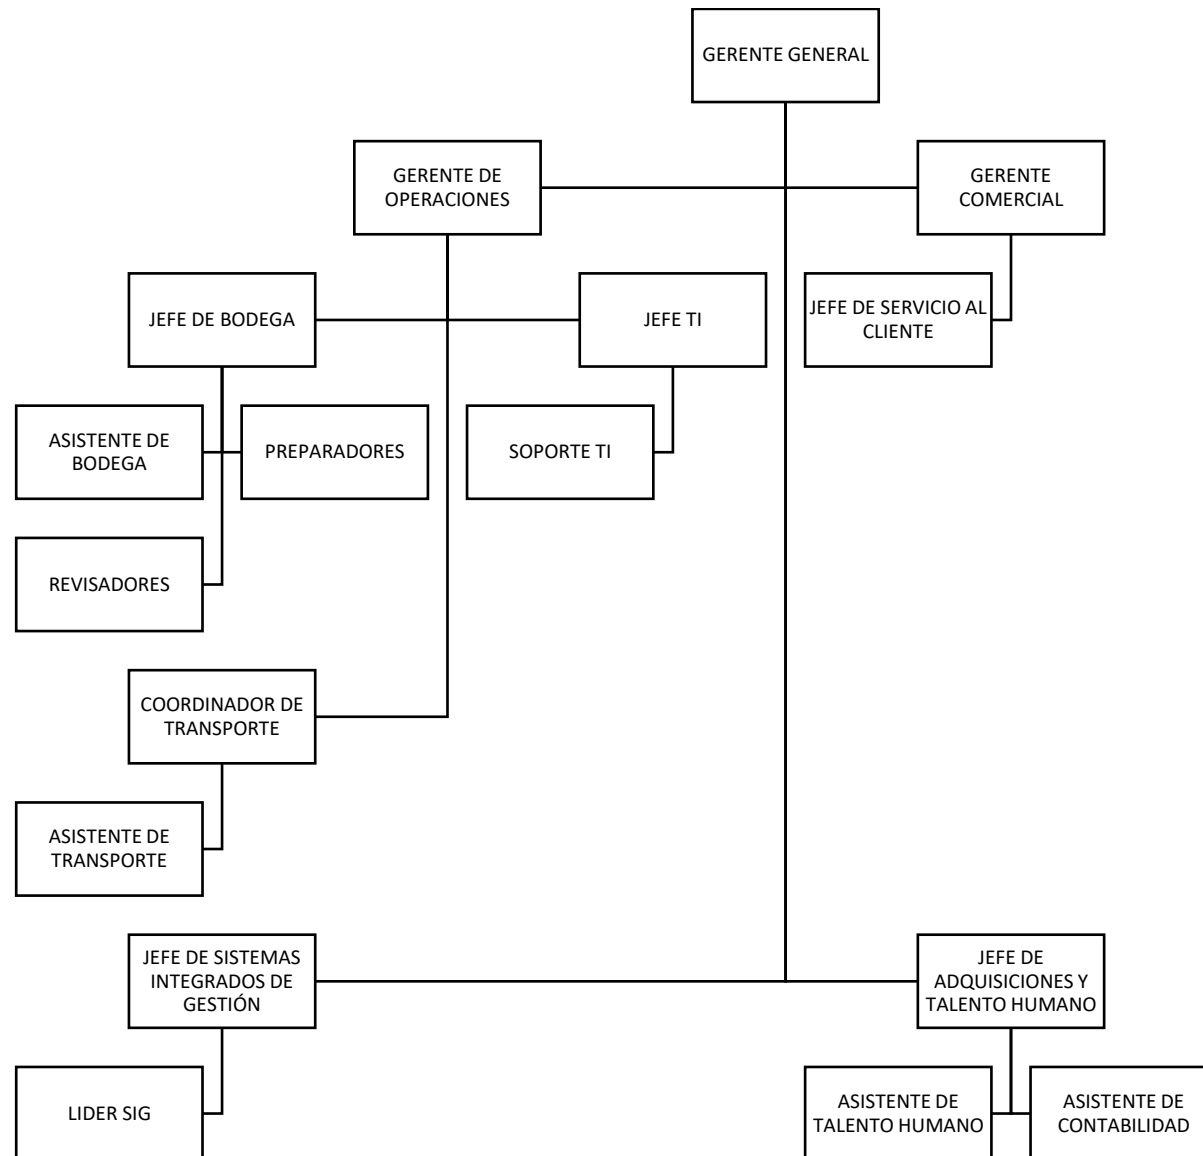 GERENTE GENERAL
GERENTE DE
OPERACIONES
GERENTE
COMERCIAL
JEFE DE BODEGA
JEFE TI
JEFE DE SERVICIO AL
CLIENTE
ASISTENTE DE
BODEGA
PREPARADORES
SOPORTE TI
REVISADORES
COORDINADOR DE
TRANSPORTE
ASISTENTE DE
TRANSPORTE
JEFE DE SISTEMAS
INTEGRADOS DE
GESTIÓN
JEFE DE
ADQUISICIONES Y
TALENTO HUMANO
LIDER SIG
ASISTENTE DE
TALENTO HUMANO
ASISTENTE DE
CONTABILIDAD